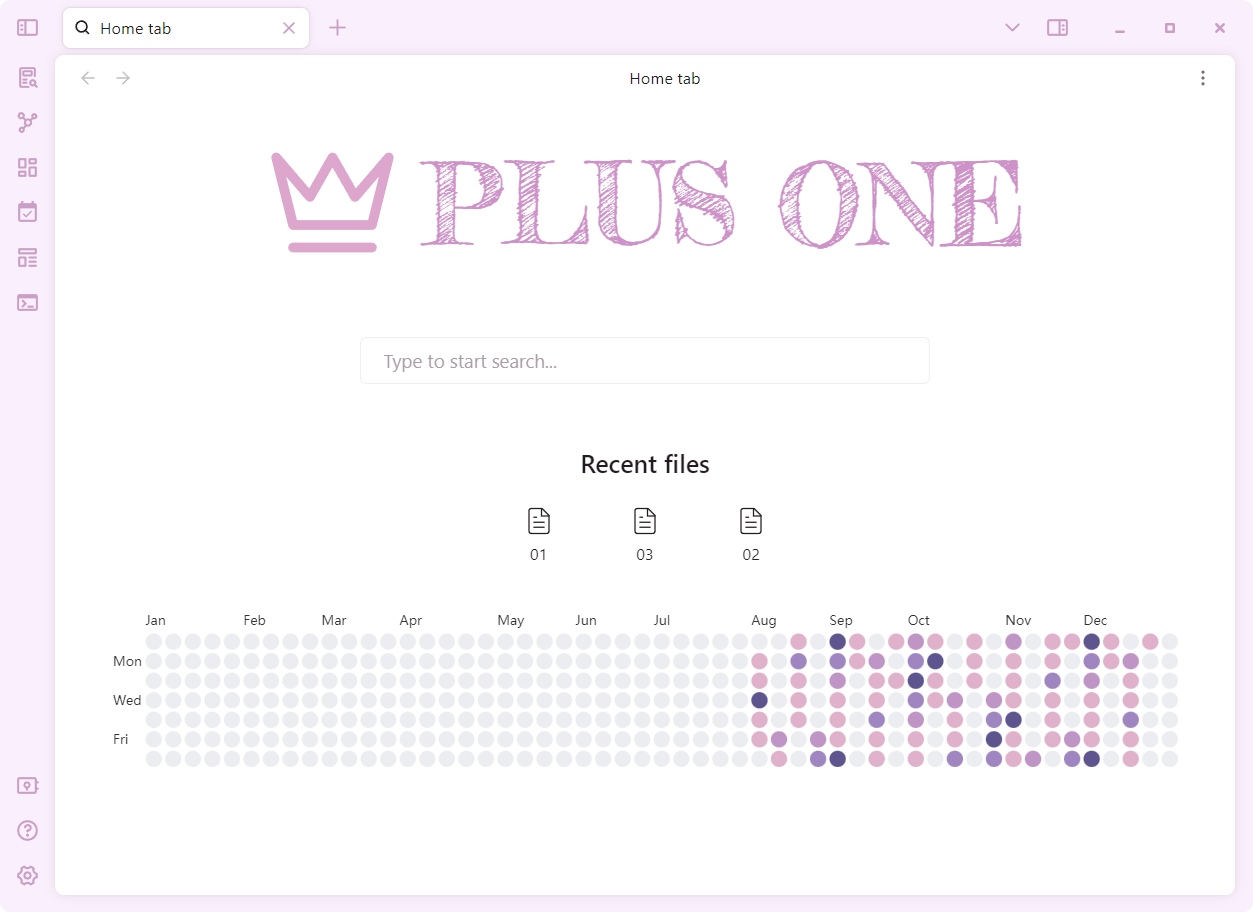 Home tab
Home tab
PLUS ONE
Type to start search...
Recent files
01 03 02
Jan Feb Mar Apr May Jun Jul Aug Sep Oct Nov Dec
Mon
Wed
Fri